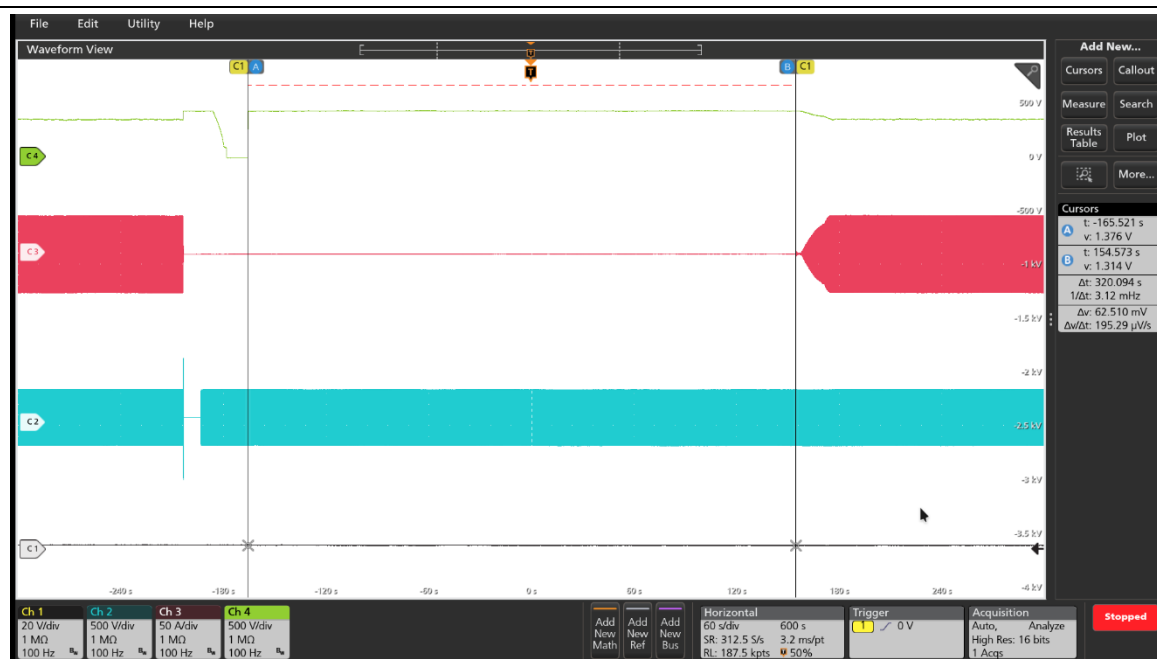 File Edit Utility Help
Waveform View
Add New...
C1 A B C1
T
T
Cursors Callout
500 V
Measure Search
C4
0 V
Results Table Plot
More...
-500 V
Cursors
A t: -165.521 s
v: 1.376 V
C3
B t: 154.573 s
v: 1.314 V
-1 kV
Δt: 320.094 s
1/Δt: 3.12 mHz
Δv: 62.510 mV
Δv/Δt: 195.29 µV/s
-1.5 kV
-2 kV
C2
-2.5 kV
-3 kV
-3.5 kV
C1
-240 s -180 s -120 s -60 s 0 s 60 s 120 s 180 s 240 s -4 kV
Ch 1
20 V/div
1 MΩ
100 Hz Bw
Ch 2
500 V/div
1 MΩ
100 Hz Bw
Ch 3
50 A/div
1 MΩ
100 Hz Bw
Ch 4
500 V/div
1 MΩ
100 Hz Bw
Add New Math
Add New Ref
Add New Bus
Horizontal
60 s/div 600 s
SR: 312.5 S/s 3.2 ms/pt
RL: 187.5 kpts 50%
Trigger
1 0 V
Acquisition
Auto, Analyze
High Res: 16 bits
1 Acqs
Stopped